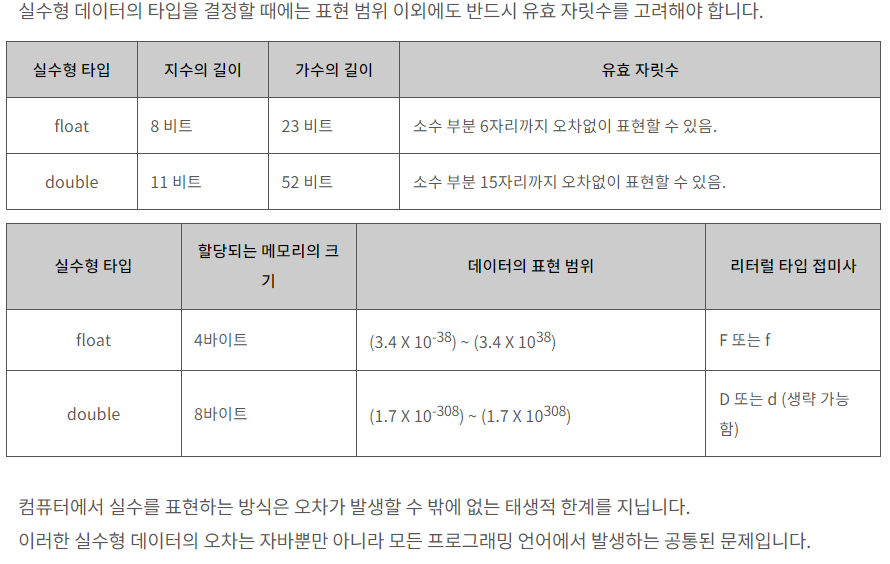 실수형 데이터의 타입을 결정할 때에는 표현 범위 이외에도 반드시 유효 자릿수를 고려해야 합니다.
실수형 타입 지수의 길이 가수의 길이 유효 자릿수
float 8 비트 23 비트 소수 부분 6자리까지 오차없이 표현할 수 있음.
double 11 비트 52 비트 소수 부분 15자리까지 오차없이 표현할 수 있음.
실수형 타입 할당되는 메모리의 크기 데이터의 표현 범위 리터럴 타입 접미사
float 4바이트 (3.4 X 10^-38) ~ (3.4 X 10^38) F 또는 f
double 8바이트 (1.7 X 10^-308) ~ (1.7 X 10^308) D 또는 d (생략 가능함)
컴퓨터에서 실수를 표현하는 방식은 오차가 발생할 수 밖에 없는 태생적 한계를 지닙니다.
이러한 실수형 데이터의 오차는 자바뿐만 아니라 모든 프로그래밍 언어에서 발생하는 공통된 문제입니다.